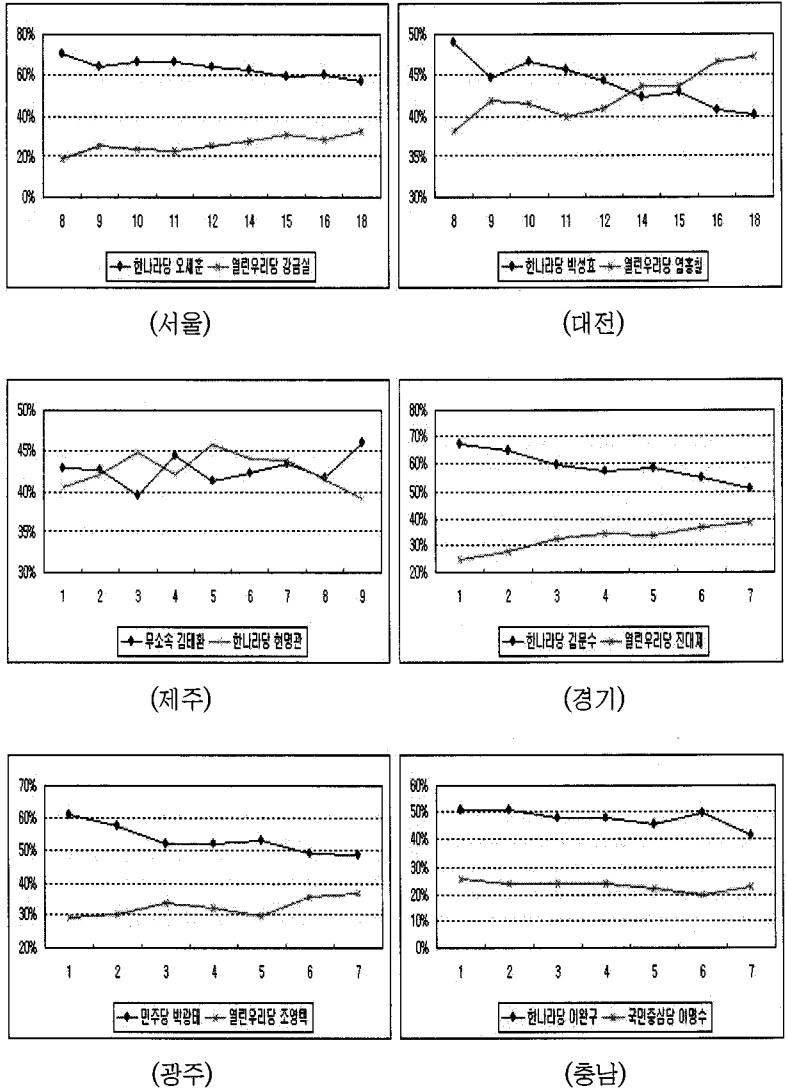 80%
60%
40%
20%
0%
8 9 10 11 12 14 15 16 18
한나라당 오세훈 열린우리당 강금실
(서울)
50%
45%
40%
35%
30%
8 9 10 11 12 14 15 16 18
한나라당 박성효 열린우리당 염홍철
(대전)
50%
45%
40%
35%
30%
1 2 3 4 5 6 7 8 9
무소속 김태환 한나라당 현명관
(제주)
80%
70%
60%
50%
40%
30%
20%
1 2 3 4 5 6 7
한나라당 김문수 열린우리당 진대제
(경기)
70%
60%
50%
40%
30%
20%
1 2 3 4 5 6 7
민주당 박광태 열린우리당 조영택
(광주)
60%
50%
40%
30%
20%
10%
0%
1 2 3 4 5 6 7
한나라당 이완구 국민중심당 이명수
(충남)